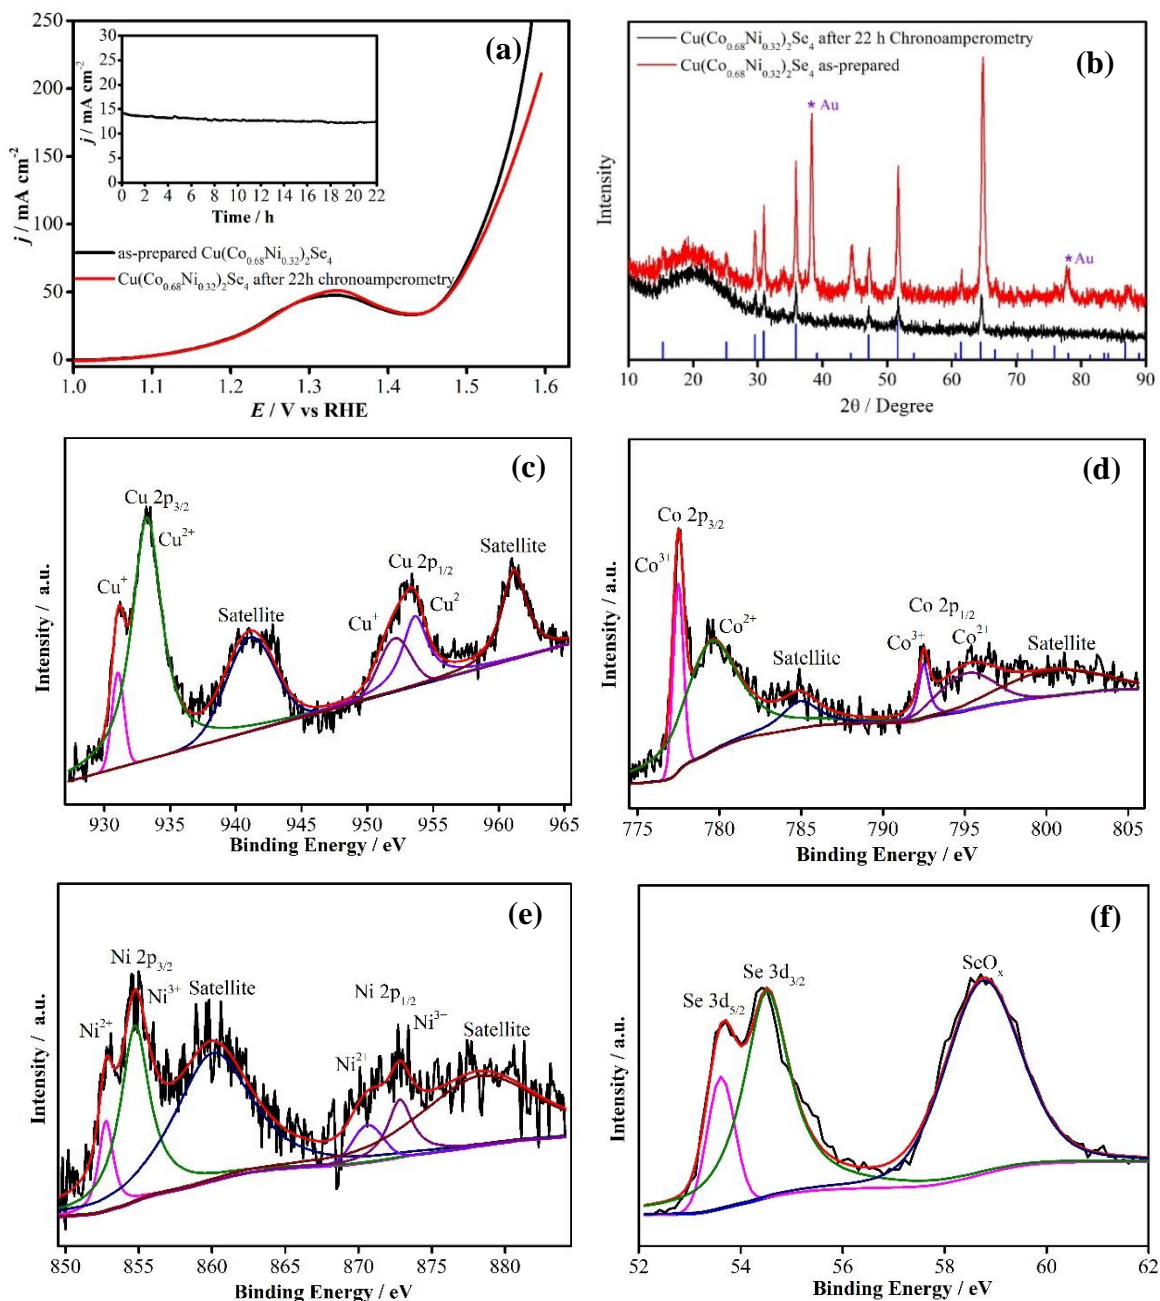 (a)
250
200
150
100
50
0
j / mA cm-2
30
25
20
15
10
5
0
j / mA cm-2
0 2 4 6 8 10 12 14 16 18 20 22
Time / h
as-prepared Cu(Co0.68Ni0.32)2Se4
Cu(Co0.68Ni0.32)2Se4 after 22h chronoamperometry
1.0 1.1 1.2 1.3 1.4 1.5 1.6
E / V vs RHE
(b)
Cu(Co0.68Ni0.32)2Se4 after 22 h Chronoamperometry
Cu(Co0.68Ni0.32)2Se4 as-prepared
* Au
* Au
Intensity
10 20 30 40 50 60 70 80 90
2θ / Degree
(c)
Cu 2p3/2
Cu2+
Cu+
Satellite
Cu 2p1/2
Cu+
Cu2-
Satellite
Intensity / a.u.
930 935 940 945 950 955 960 965
Binding Energy / eV
(d)
Co 2p3/2
Co3+
Co2+
Satellite
Co 2p1/2
Co3+
Co2+
Satellite
Intensity / a.u.
775 780 785 790 795 800 805
Binding Energy / eV
(e)
Ni 2p3/2
Ni3+
Ni2+
Satellite
Ni 2p1/2
Ni3-
Ni2+
Satellite
Intensity / a.u.
850 855 860 865 870 875 880
Binding Energy / eV
(f)
Se 3d5/2
Se 3d3/2
SeOx
Intensity / a.u.
52 54 56 58 60 62
Binding Energy / eV